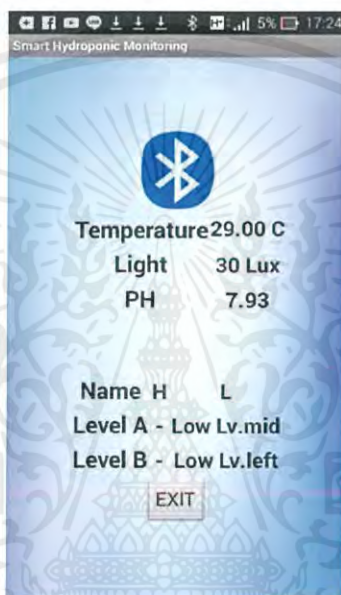 5% 17:24
Smart Hydroponic Monitoring
Temperature 29.00 C
Light 30 Lux
PH 7.93
Name H L
Level A - Low Lv.mid
Level B - Low Lv.left
EXIT